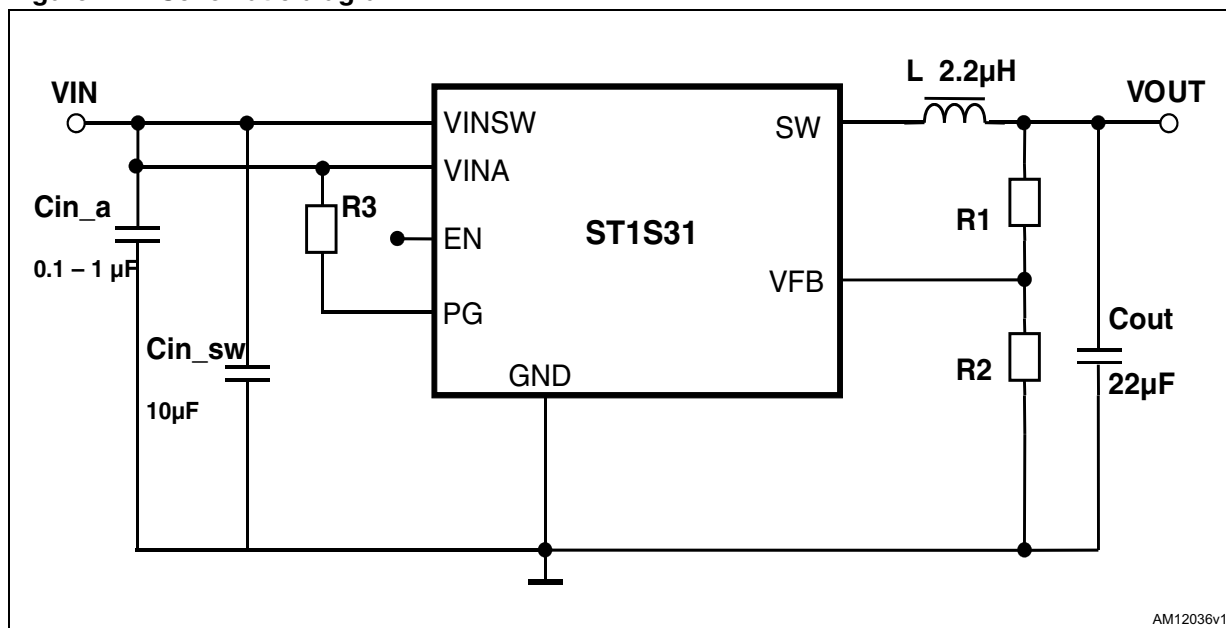 VIN
L 2.2µH
VOUT
VINSW
SW
VINA
Cin_a
R3
R1
0.1 – 1 µF
EN
ST1S31
VFB
PG
Cin_sw
10µF
GND
R2
Cout
22µF
AM12036v1